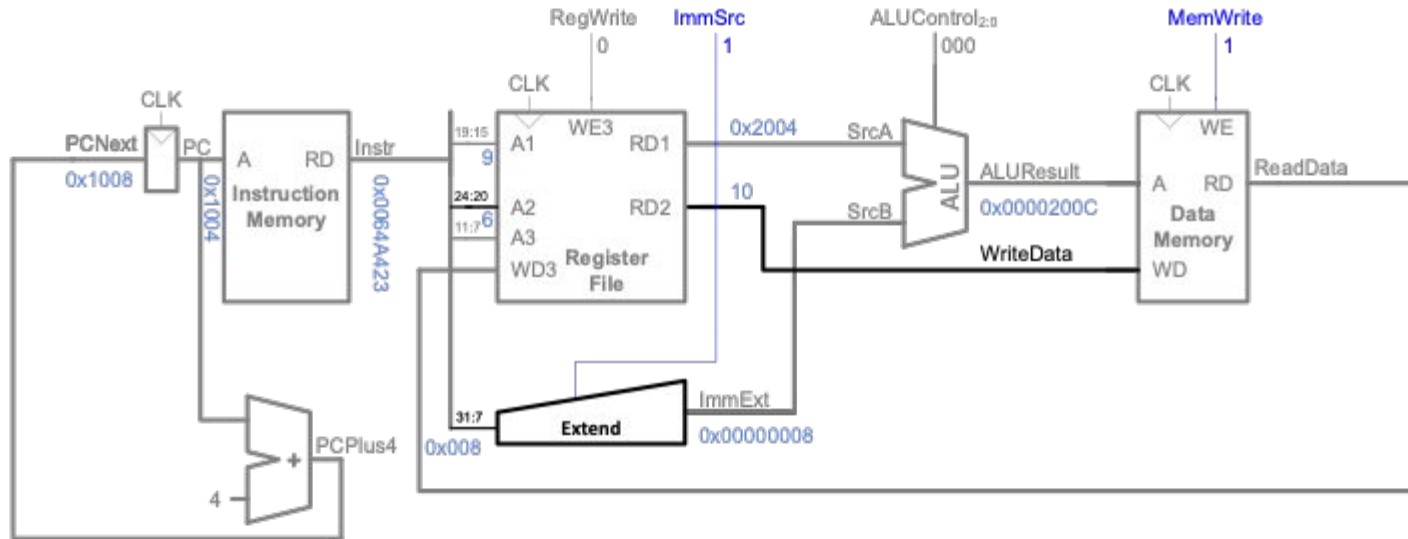 RegWrite
0
ImmSrc
1
ALUControl2:0
000
MemWrite
1
CLK
PCNext
0x1008
PC
0x1004
A
RD
Instruction
Memory
Instr
0x0064A423
CLK
WE3
19:15
9
A1
RD1
0x2004
24:20
6
A2
RD2
10
11:7
A3
WD3
Register
File
SrcA
SrcB
ALU
ALUResult
0x0000200C
WriteData
CLK
WE
A
RD
Data
Memory
WD
ReadData
31:7
0x008
Extend
ImmExt
0x00000008
4
+
PCPlus4